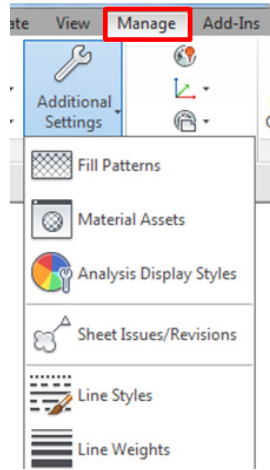 View Manage Add-Ins
Additional
Settings
Fill Patterns
Material Assets
Analysis Display Styles
Sheet Issues/Revisions
Line Styles
Line Weights